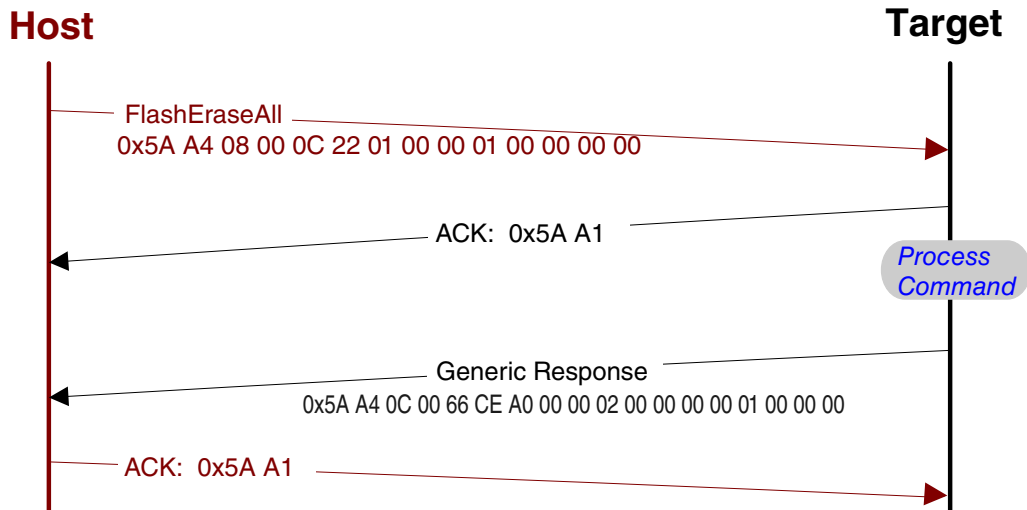 Host
Target
FlashEraseAll
0x5A A4 08 00 0C 22 01 00 00 01 00 00 00 00
ACK: 0x5A A1
Process
Command
Generic Response
0x5A A4 0C 00 66 CE A0 00 00 02 00 00 00 00 01 00 00 00
ACK: 0x5A A1